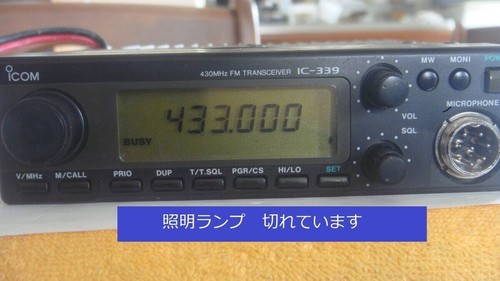 ICOM
430MHz FM TRANSCEIVER IC-339
MW MONI
433.000
BUSY
VOL
SQL
MICROPHONE
V/MHz M/CALL PRIO DUP T/T.SQL PGR/CS HI/LO SET
照明ランプ 切れています